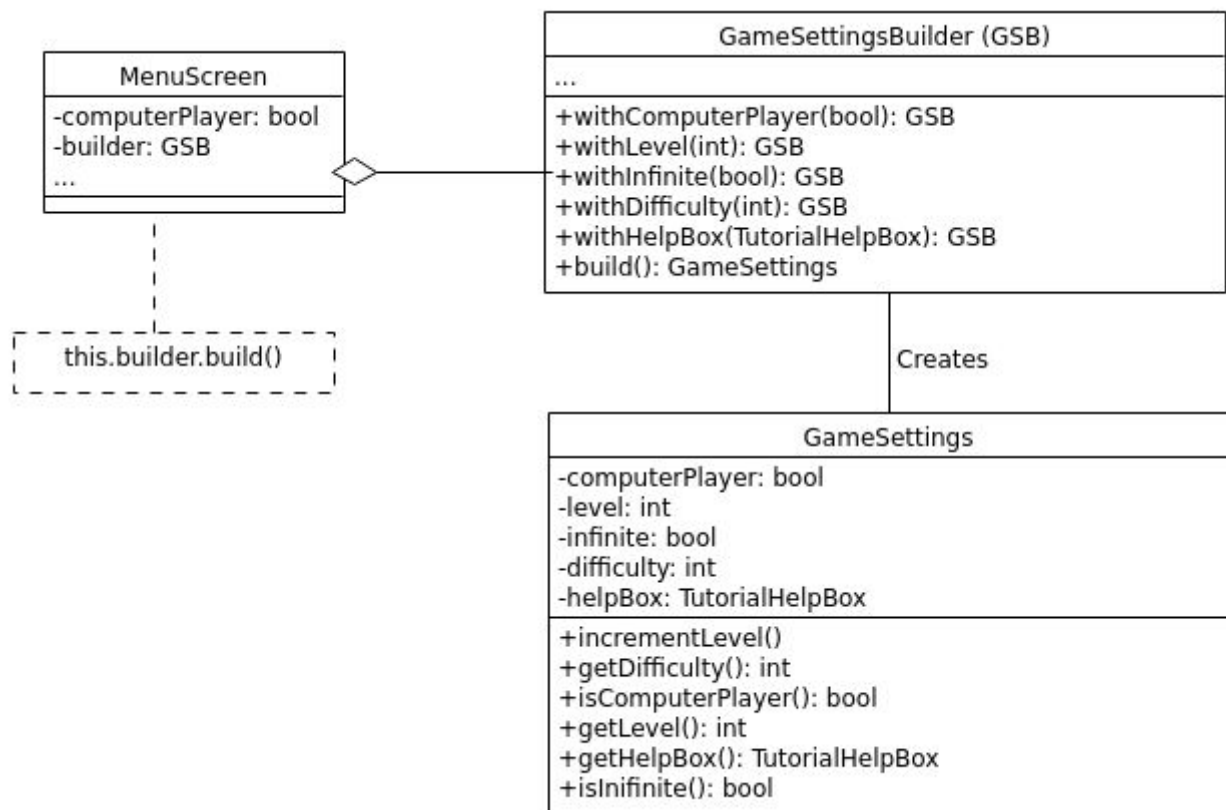 MenuScreen
-computerPlayer: bool
-builder: GSB
...
this.builder.build()
GameSettingsBuilder (GSB)
...
+withComputerPlayer(bool): GSB
+withLevel(int): GSB
+withInfinite(bool): GSB
+withDifficulty(int): GSB
+withHelpBox(TutorialHelpBox): GSB
+build(): GameSettings
Creates
GameSettings
-computerPlayer: bool
-level: int
-infinite: bool
-difficulty: int
-helpBox: TutorialHelpBox
+incrementLevel()
+getDifficulty(): int
+isComputerPlayer(): bool
+getLevel(): int
+getHelpBox(): TutorialHelpBox
+isInifinite(): bool